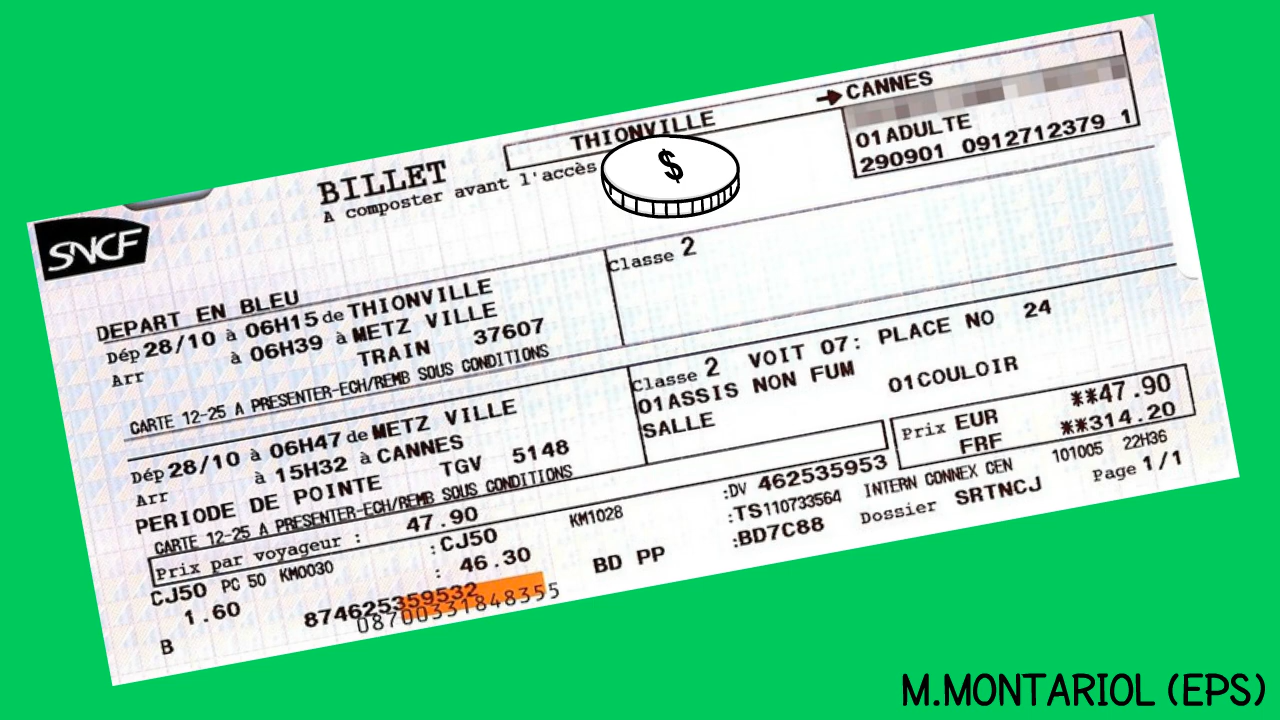 THIONVILLE → CANNES
BILLET
A composter avant l'accès
$
01ADULTE
290901 0912712379 1
SNCF
DEPART EN BLEU
Dép 28/10 à 06H15 de THIONVILLE
Arr à 06H39 à METZ VILLE
TRAIN 37607
CARTE 12-25 A PRESENTER-ECH/REMB SOUS CONDITIONS
Classe 2
Dép 28/10 à 06H47 de METZ VILLE
Arr à 15H32 à CANNES
PERIODE DE POINTE TGV 5148
CARTE 12-25 A PRESENTER-ECH/REMB SOUS CONDITIONS
Classe 2 VOIT 07: PLACE NO 24
01ASSIS NON FUM
SALLE 01COULOIR
Prix EUR **47.90
FRF **314.20
Prix par voyageur : 47.90
CJ50 PC 50 KM0030 :CJ50 KM1028
1.60 : 46.30
B 874625359532 BD PP
08700331848355
:DV 462535953
:TS110733564 INTERN CONNEX CEN 101005 22H36
:BD7C88 Dossier SRTNCJ Page 1/1
M.MONTARIOL (EPS)